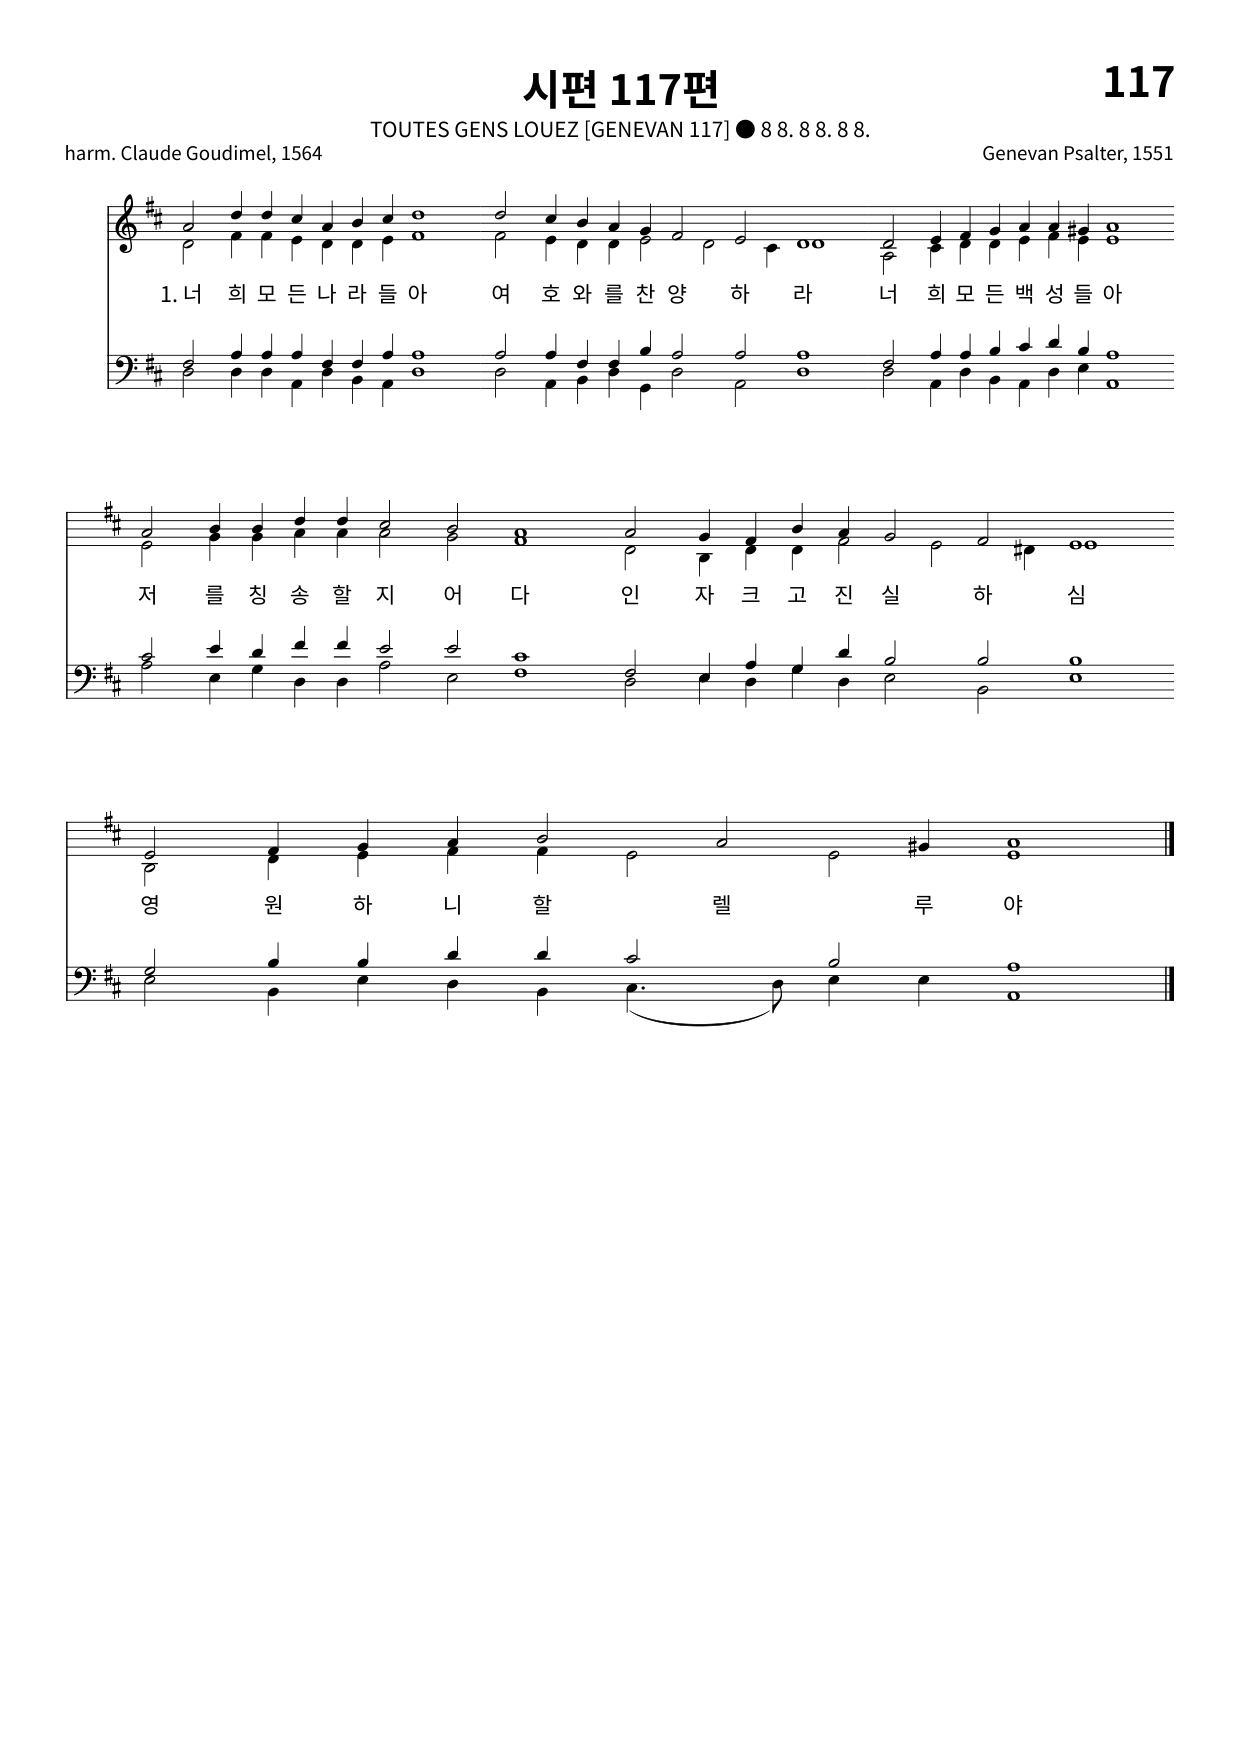 117
시편 117편
TOUTES GENS LOUEZ [GENEVAN 117] ● 8 8. 8 8. 8 8.
harm. Claude Goudimel, 1564 Genevan Psalter, 1551
1. 너 희 모 든 나 라 들 아 여 호 와 를 찬 양 하 라 너 희 모 든 백 성 들 아
저 를 칭 송 할 지 어 다 인 자 크 고 진 실 하 심
영 원 하 니 할 렐 루 야